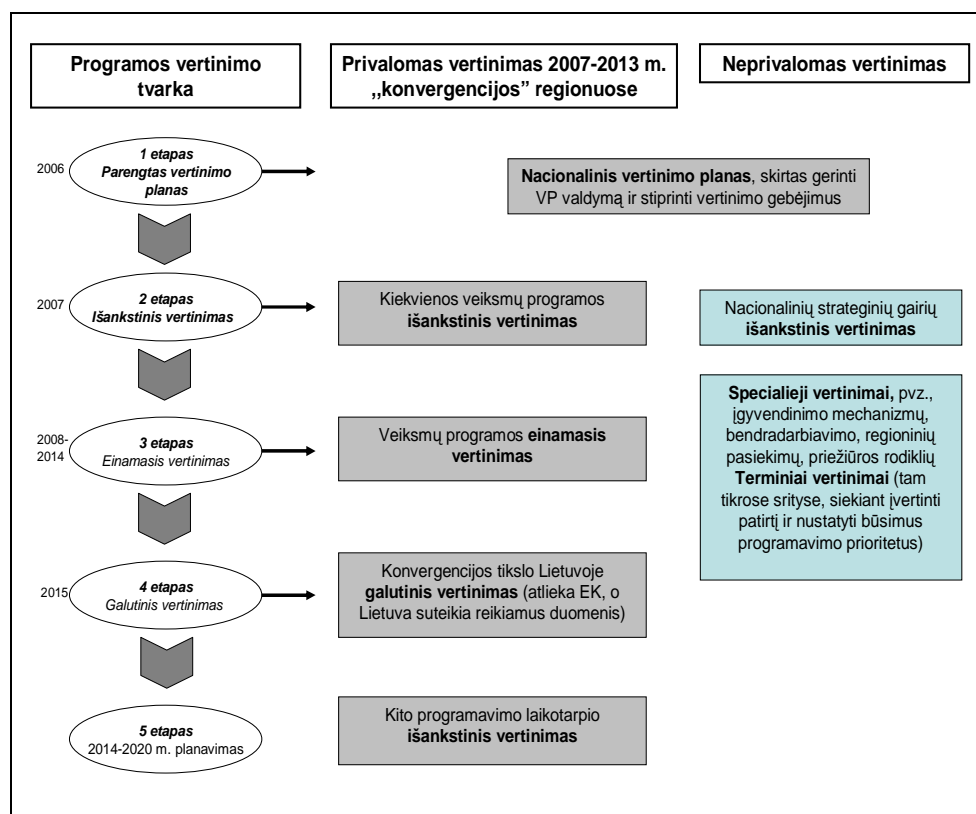 Programos vertinimo
tvarka
Privalomas vertinimas 2007-2013 m.
,,konvergencijos” regionuose
Neprivalomas vertinimas
2006
1 etapas
Parengtas vertinimo
planas
Nacionalinis vertinimo planas, skirtas gerinti
VP valdymą ir stiprinti vertinimo gebėjimus
2007
2 etapas
Išankstinis vertinimas
Kiekvienos veiksmų programos
išankstinis vertinimas
Nacionalinių strateginių gairių
išankstinis vertinimas
2008-
2014
3 etapas
Einamasis vertinimas
Veiksmų programos einamasis
vertinimas
Specialieji vertinimai, pvz.,
įgyvendinimo mechanizmų,
bendradarbiavimo, regioninių
pasiekimų, priežiūros rodiklių
Terminiai vertinimai (tam
tikrose srityse, siekiant įvertinti
patirtį ir nustatyti būsimus
programavimo prioritetus)
2015
4 etapas
Galutinis vertinimas
Konvergencijos tikslo Lietuvoje
galutinis vertinimas (atlieka EK, o
Lietuva suteikia reikiamus duomenis)
5 etapas
2014-2020 m. planavimas
Kito programavimo laikotarpio
išankstinis vertinimas